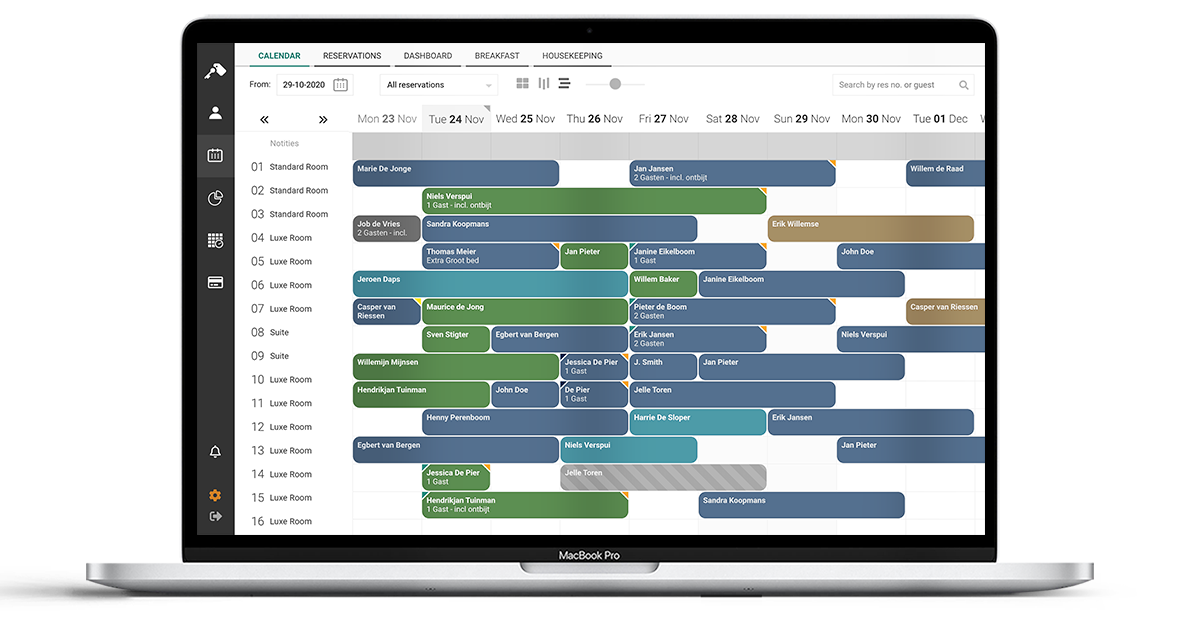 CALENDAR RESERVATIONS DASHBOARD BREAKFAST HOUSEKEEPING
From: 29-10-2020 All reservations Search by res no. or guest
« » Mon 23 Nov Tue 24 Nov Wed 25 Nov Thu 26 Nov Fri 27 Nov Sat 28 Nov Sun 29 Nov Mon 30 Nov Tue 01 Dec
Notities
01 Standard Room
02 Standard Room
03 Standard Room
04 Luxe Room
05 Luxe Room
06 Luxe Room
07 Luxe Room
08 Suite
09 Suite
10 Luxe Room
11 Luxe Room
12 Luxe Room
13 Luxe Room
14 Luxe Room
15 Luxe Room
16 Luxe Room
Marie De Jonge
Jan Jansen
2 Gasten - incl. ontbijt
Willem de Raad
Niels Verspui
1 Gast - incl. ontbijt
Job de Vries
2 Gasten - incl.
Sandra Koopmans
Erik Willemse
Thomas Meier
Extra Groot bed
Jan Pieter
Janine Eikelboom
1 Gast
John Doe
Jeroen Daps
Willem Baker
Janine Eikelboom
Casper van
Riessen
Maurice de Jong
Pieter de Boom
2 Gasten
Casper van Riessen
Sven Stigter
Egbert van Bergen
Erik Jansen
2 Gasten
Niels Verspui
Willemijn Mijnsen
Jessica De Pier
1 Gast
J. Smith
Jan Pieter
Hendrikjan Tuinman
John Doe
De Pier
1 Gast
Jelle Toren
Henny Perenboom
Harrie De Sloper
Erik Jansen
Egbert van Bergen
Niels Verspui
Jan Pieter
Jessica De Pier
1 Gast
Jelle Toren
Hendrikjan Tuinman
1 Gast - incl ontbijt
Sandra Koopmans
MacBook Pro